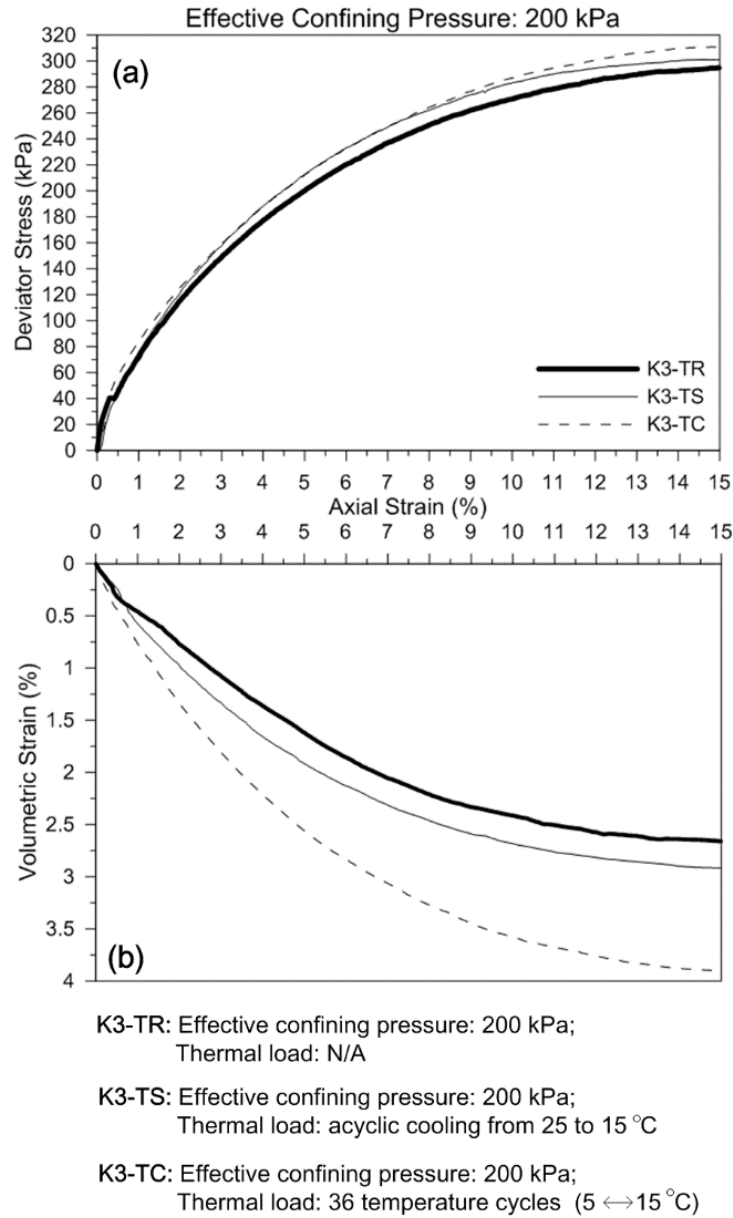 Effective Confining Pressure: 200 kPa
320
300
280
260
240
220
200
180
160
140
120
100
80
60
40
20
0
Deviator Stress (kPa)
(a)
K3-TR
K3-TS
K3-TC
0 1 2 3 4 5 6 7 8 9 10 11 12 13 14 15
Axial Strain (%)
0 1 2 3 4 5 6 7 8 9 10 11 12 13 14 15
0
0.5
1
1.5
2
2.5
3
3.5
4
Volumetric Strain (%)
(b)
K3-TR: Effective confining pressure: 200 kPa;
Thermal load: N/A
K3-TS: Effective confining pressure: 200 kPa;
Thermal load: acyclic cooling from 25 to 15 °C
K3-TC: Effective confining pressure: 200 kPa;
Thermal load: 36 temperature cycles (5 ↔15 °C)